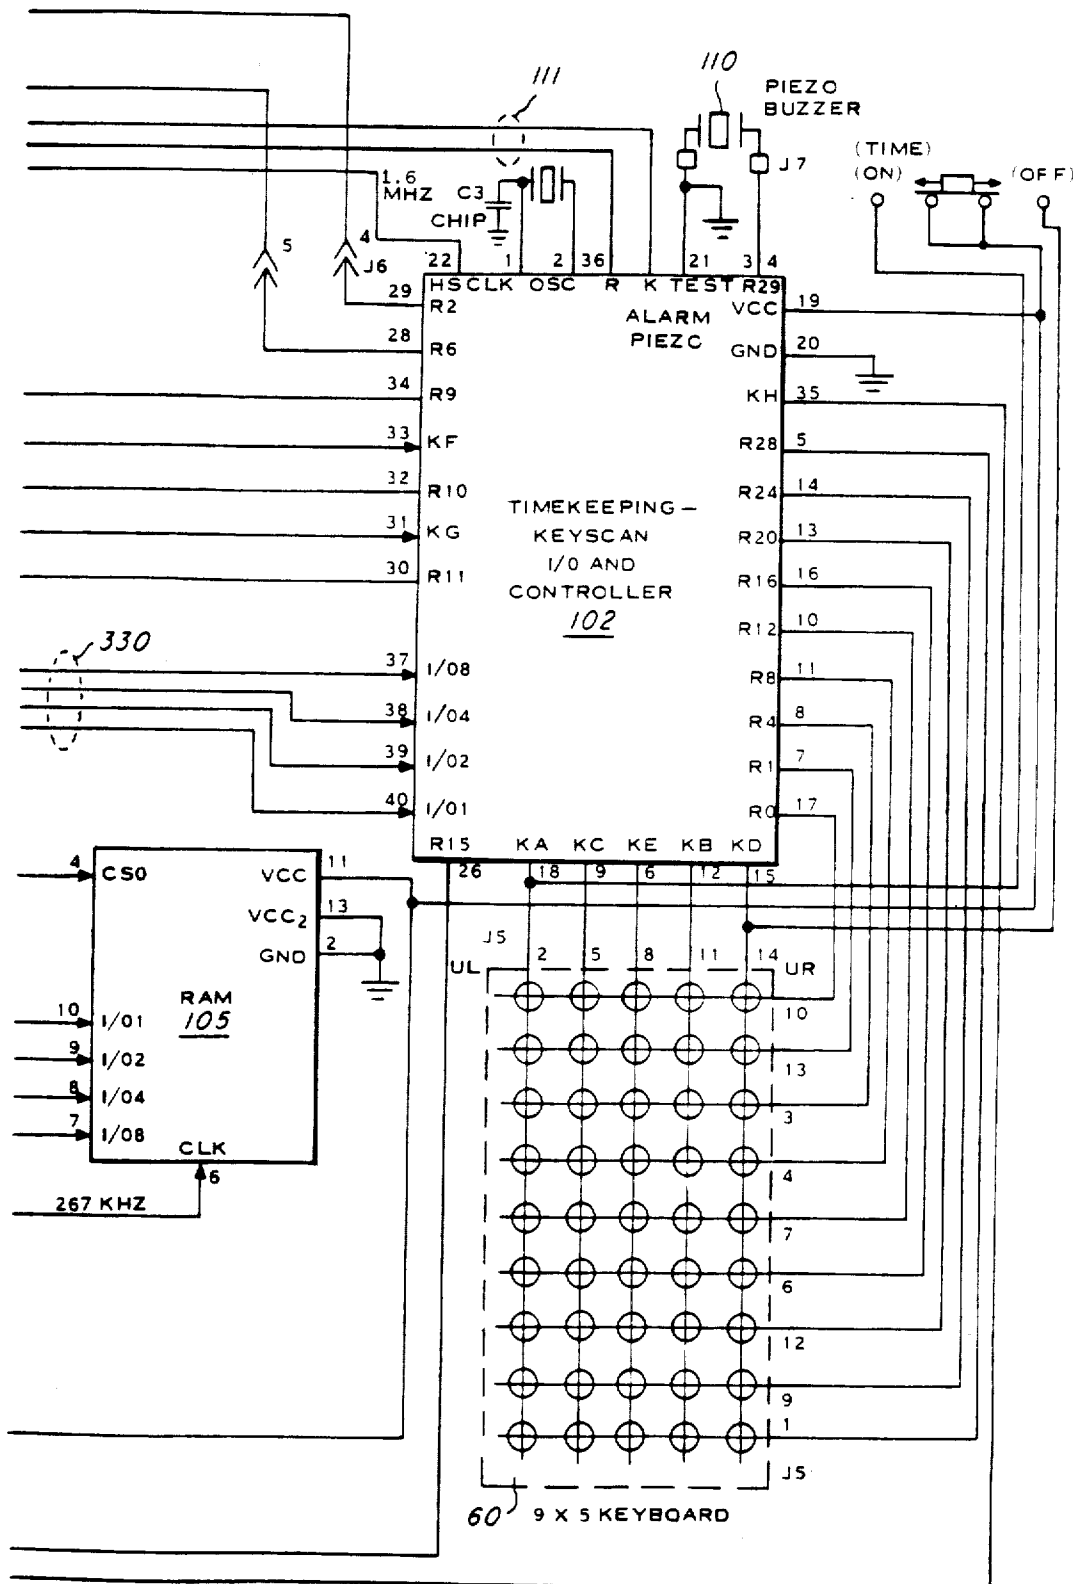 111
110
PIEZO
BUZZER
J7
(TIME)
(ON)
(OFF)
1.6
MHZ
C3
CHIP
5
4
J6
22
1
2
36
21
3
4
HS
CLK
OSC
R
K
TEST
R29
29
R2
28
R6
34
R9
33
KF
32
R10
31
KG
30
R11
ALARM
PIEZC
VCC
19
GND
20
KH
35
R28
5
R24
14
R20
13
R16
16
R12
10
R8
11
R4
8
R1
7
R0
17
TIMEKEEPING-
KEYSCAN
I/O AND
CONTROLLER
102
330
37
I/08
38
I/04
39
I/02
40
I/01
R15
KA
KC
KE
KB
KD
26
18
9
6
12
15
4
CS0
VCC
11
VCC2
13
GND
2
RAM
105
10
I/01
9
I/02
8
I/04
7
I/08
CLK
6
267 KHZ
J5
UL
2
5
8
11
14
UR
10
13
3
4
7
6
12
9
1
J5
60
9 X 5 KEYBOARD